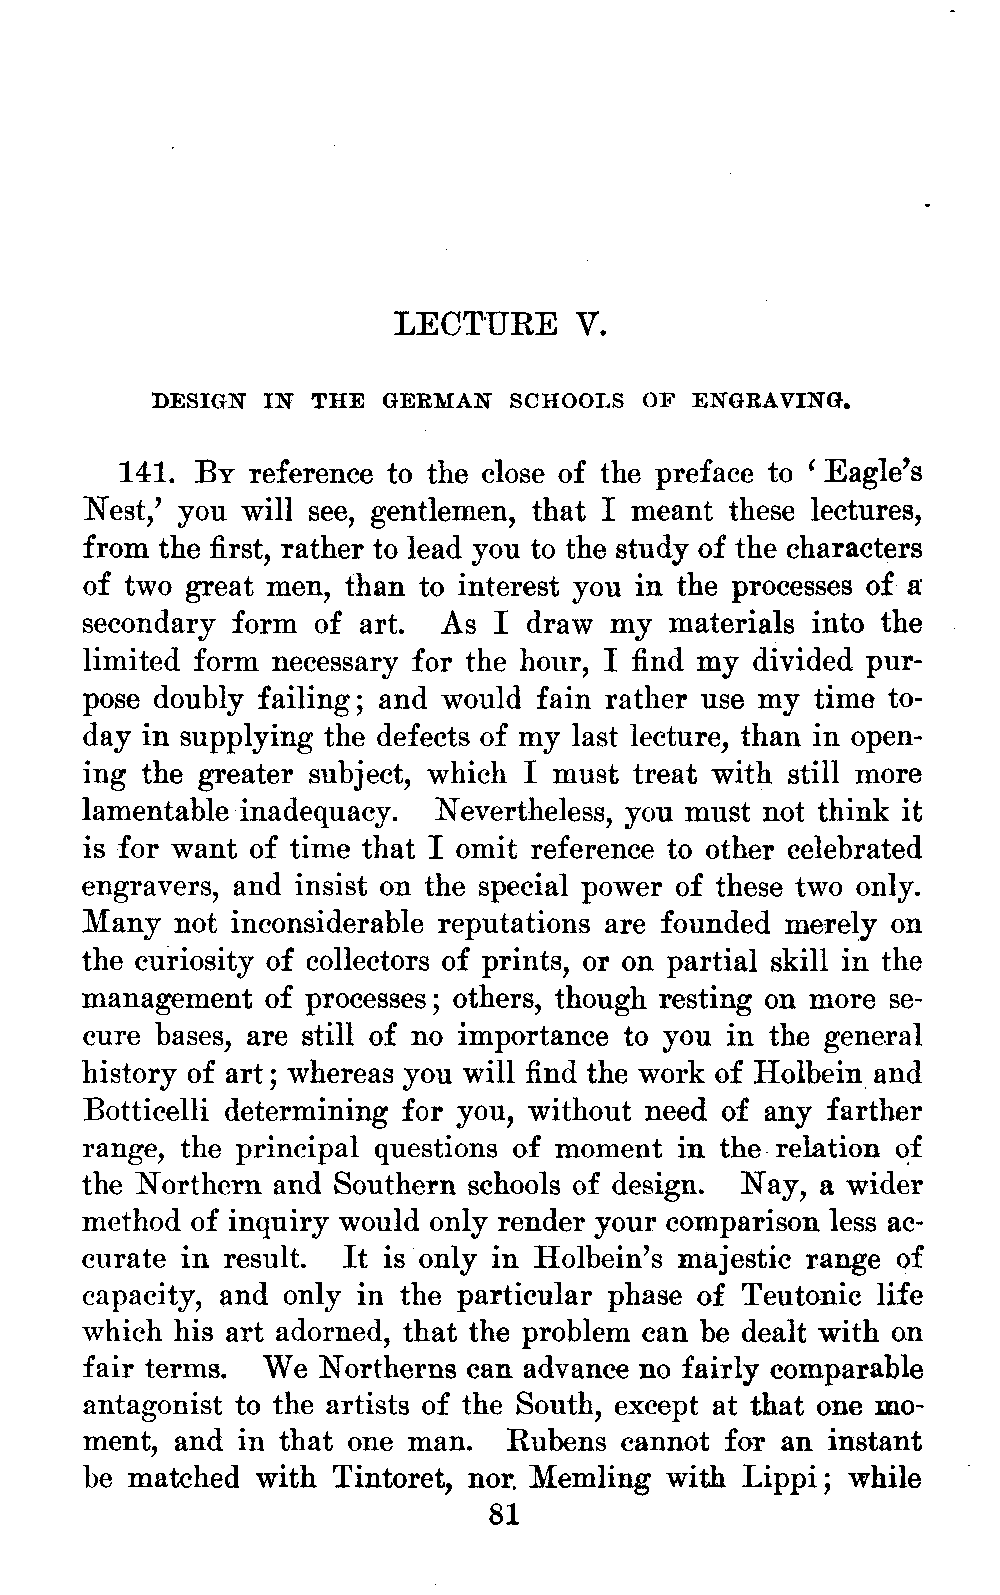 LECTURE V.
DESIGN IN THE GERMAN SCHOOLS OF ENGRAVING.
141. BY reference to the close of the preface to ‘Eagle’s
Nest,’ you will see, gentlemen, that I meant these lectures,
from the first, rather to lead you to the study of the characters
of two great men, than to interest you in the processes of a
secondary form of art. As I draw my materials into the
limited form necessary for the hour, I find my divided pur-
pose doubly failing; and would fain rather use my time to-
day in supplying the defects of my last lecture, than in open-
ing the greater subject, which I must treat with still more
lamentable inadequacy. Nevertheless, you must not think it
is for want of time that I omit reference to other celebrated
engravers, and insist on the special power of these two only.
Many not inconsiderable reputations are founded merely on
the curiosity of collectors of prints, or on partial skill in the
management of processes; others, though resting on more se-
cure bases, are still of no importance to you in the general
history of art; whereas you will find the work of Holbein and
Botticelli determining for you, without need of any farther
range, the principal questions of moment in the relation of
the Northern and Southern schools of design. Nay, a wider
method of inquiry would only render your comparison less ac-
curate in result. It is only in Holbein’s majestic range of
capacity, and only in the particular phase of Teutonic life
which his art adorned, that the problem can be dealt with on
fair terms. We Northerns can advance no fairly comparable
antagonist to the artists of the South, except at that one mo-
ment, and in that one man. Rubens cannot for an instant
be matched with Tintoret, nor Memling with Lippi; while
81